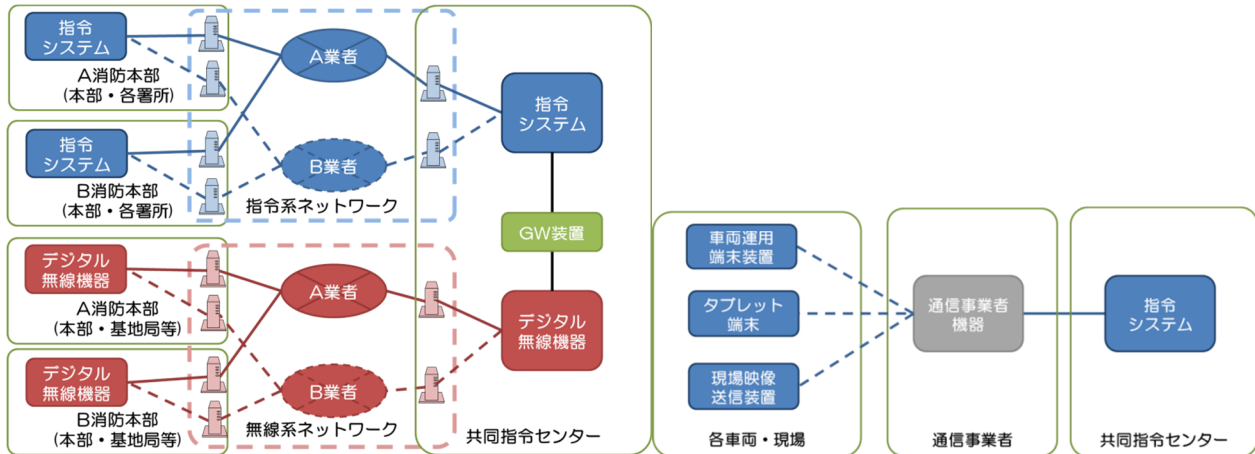 指令
システム
A消防本部
(本部・各署所)
指令
システム
B消防本部
(本部・各署所)
A業者
B業者
指令系ネットワーク
デジタル
無線機器
A消防本部
(本部・基地局等)
デジタル
無線機器
B消防本部
(本部・基地局等)
A業者
B業者
無線系ネットワーク
指令
システム
GW装置
デジタル
無線機器
共同指令センター
車両運用
端末装置
タブレット
端末
現場映像
送信装置
各車両・現場
通信事業者
機器
通信事業者
指令
システム
共同指令センター